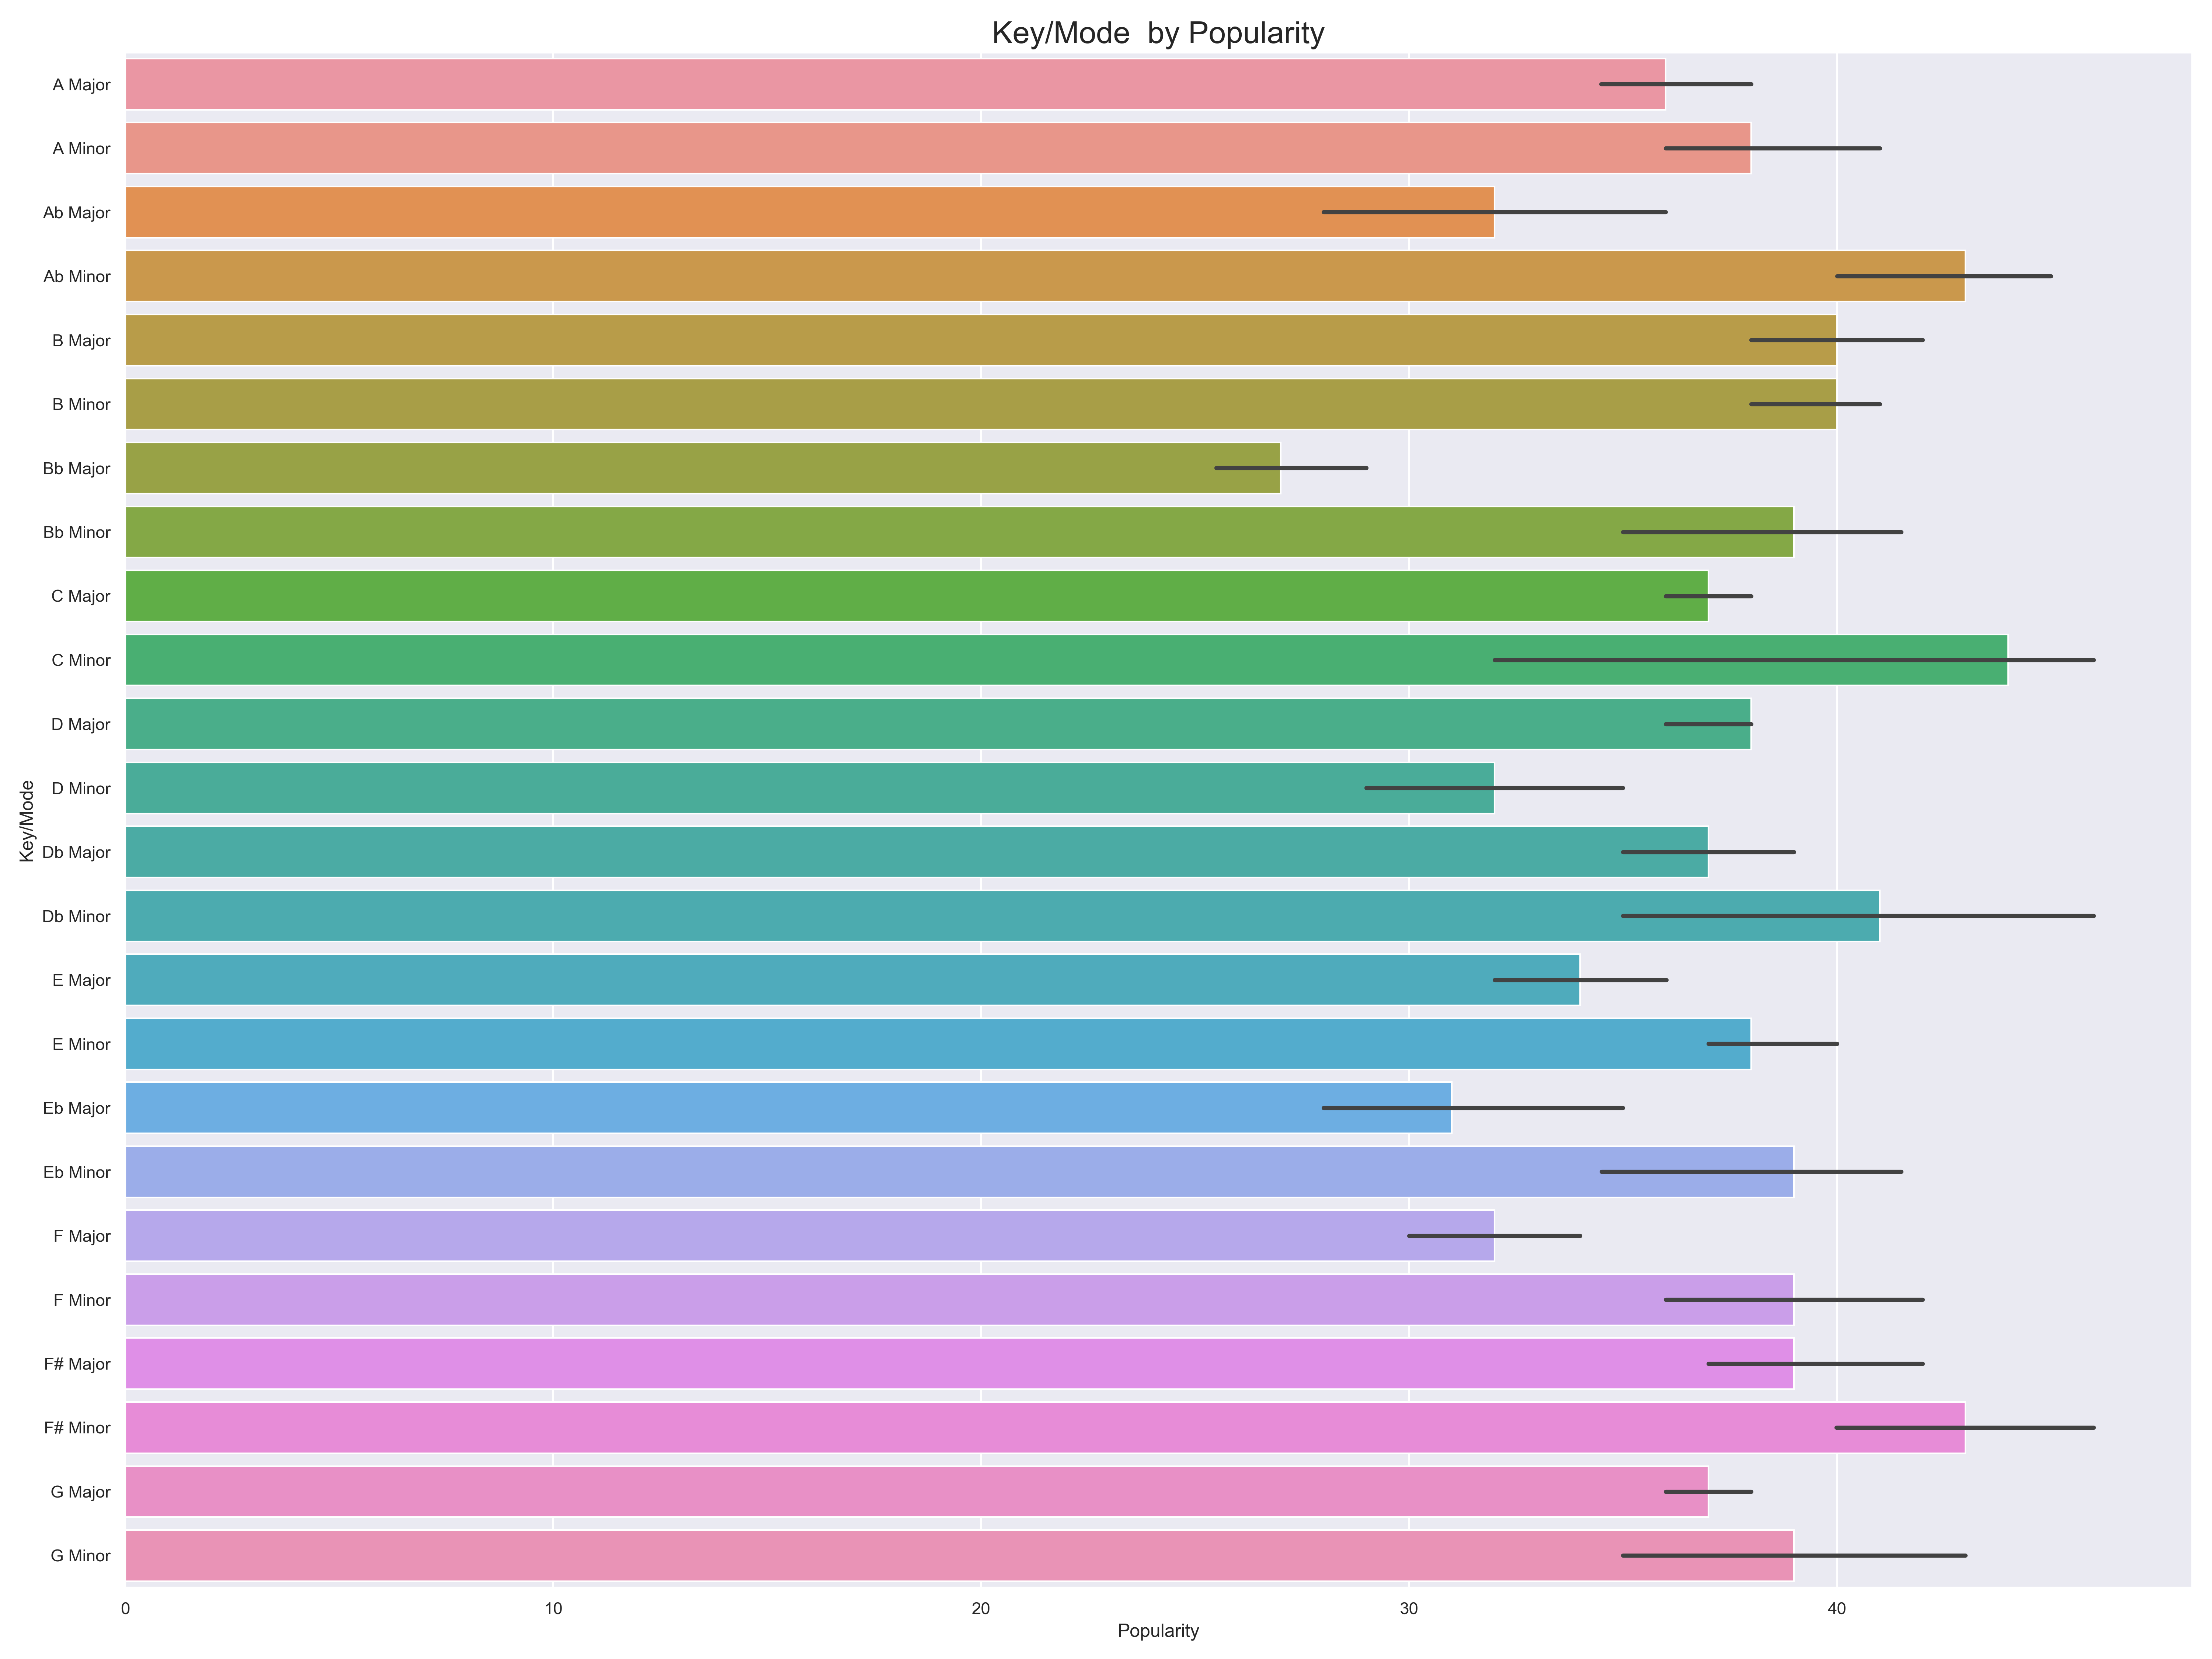 Key/Mode  by Popularity
A Major
A Minor
Ab Major
Ab Minor
B Major
B Minor
Bb Major
Bb Minor
C Major
C Minor
D Major
D Minor
Db Major
Db Minor
E Major
E Minor
Eb Major
Eb Minor
F Major
F Minor
F# Major
F# Minor
G Major
G Minor
Key/Mode
0 10 20 30 40
Popularity